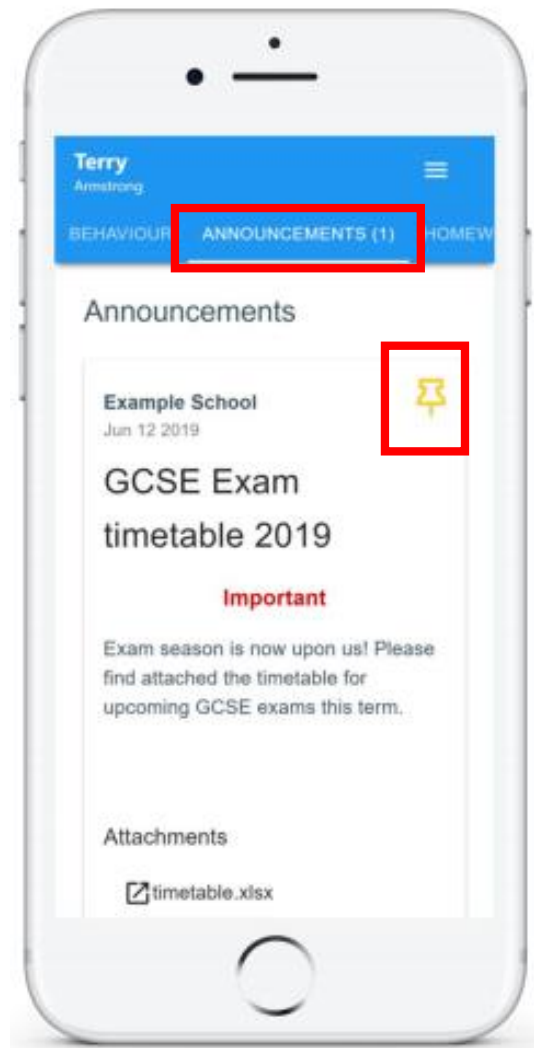 Terry
Armstrong
BEHAVIOUR ANNOUNCEMENTS (1) HOMEW
Announcements
Example School
Jun 12 2019
GCSE Exam
timetable 2019
Important
Exam season is now upon us! Please
find attached the timetable for
upcoming GCSE exams this term.
Attachments
timetable.xlsx